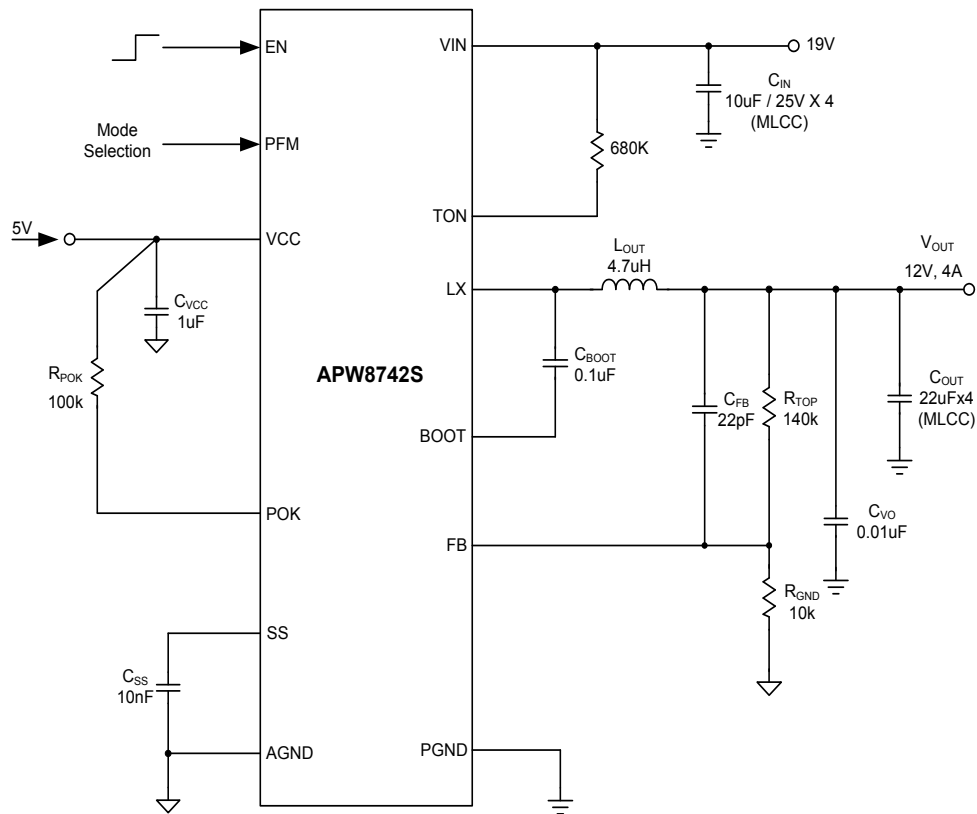 EN
VIN
19V
C_IN
10uF / 25V X 4
(MLCC)
Mode
Selection
PFM
680K
TON
5V
VCC
C_VCC
1uF
L_OUT
4.7uH
LX
V_OUT
12V, 4A
R_POK
100k
APW8742S
C_BOOT
0.1uF
C_FB
22pF
R_TOP
140k
C_OUT
22uFx4
(MLCC)
BOOT
POK
FB
C_VO
0.01uF
R_GND
10k
SS
C_SS
10nF
AGND
PGND